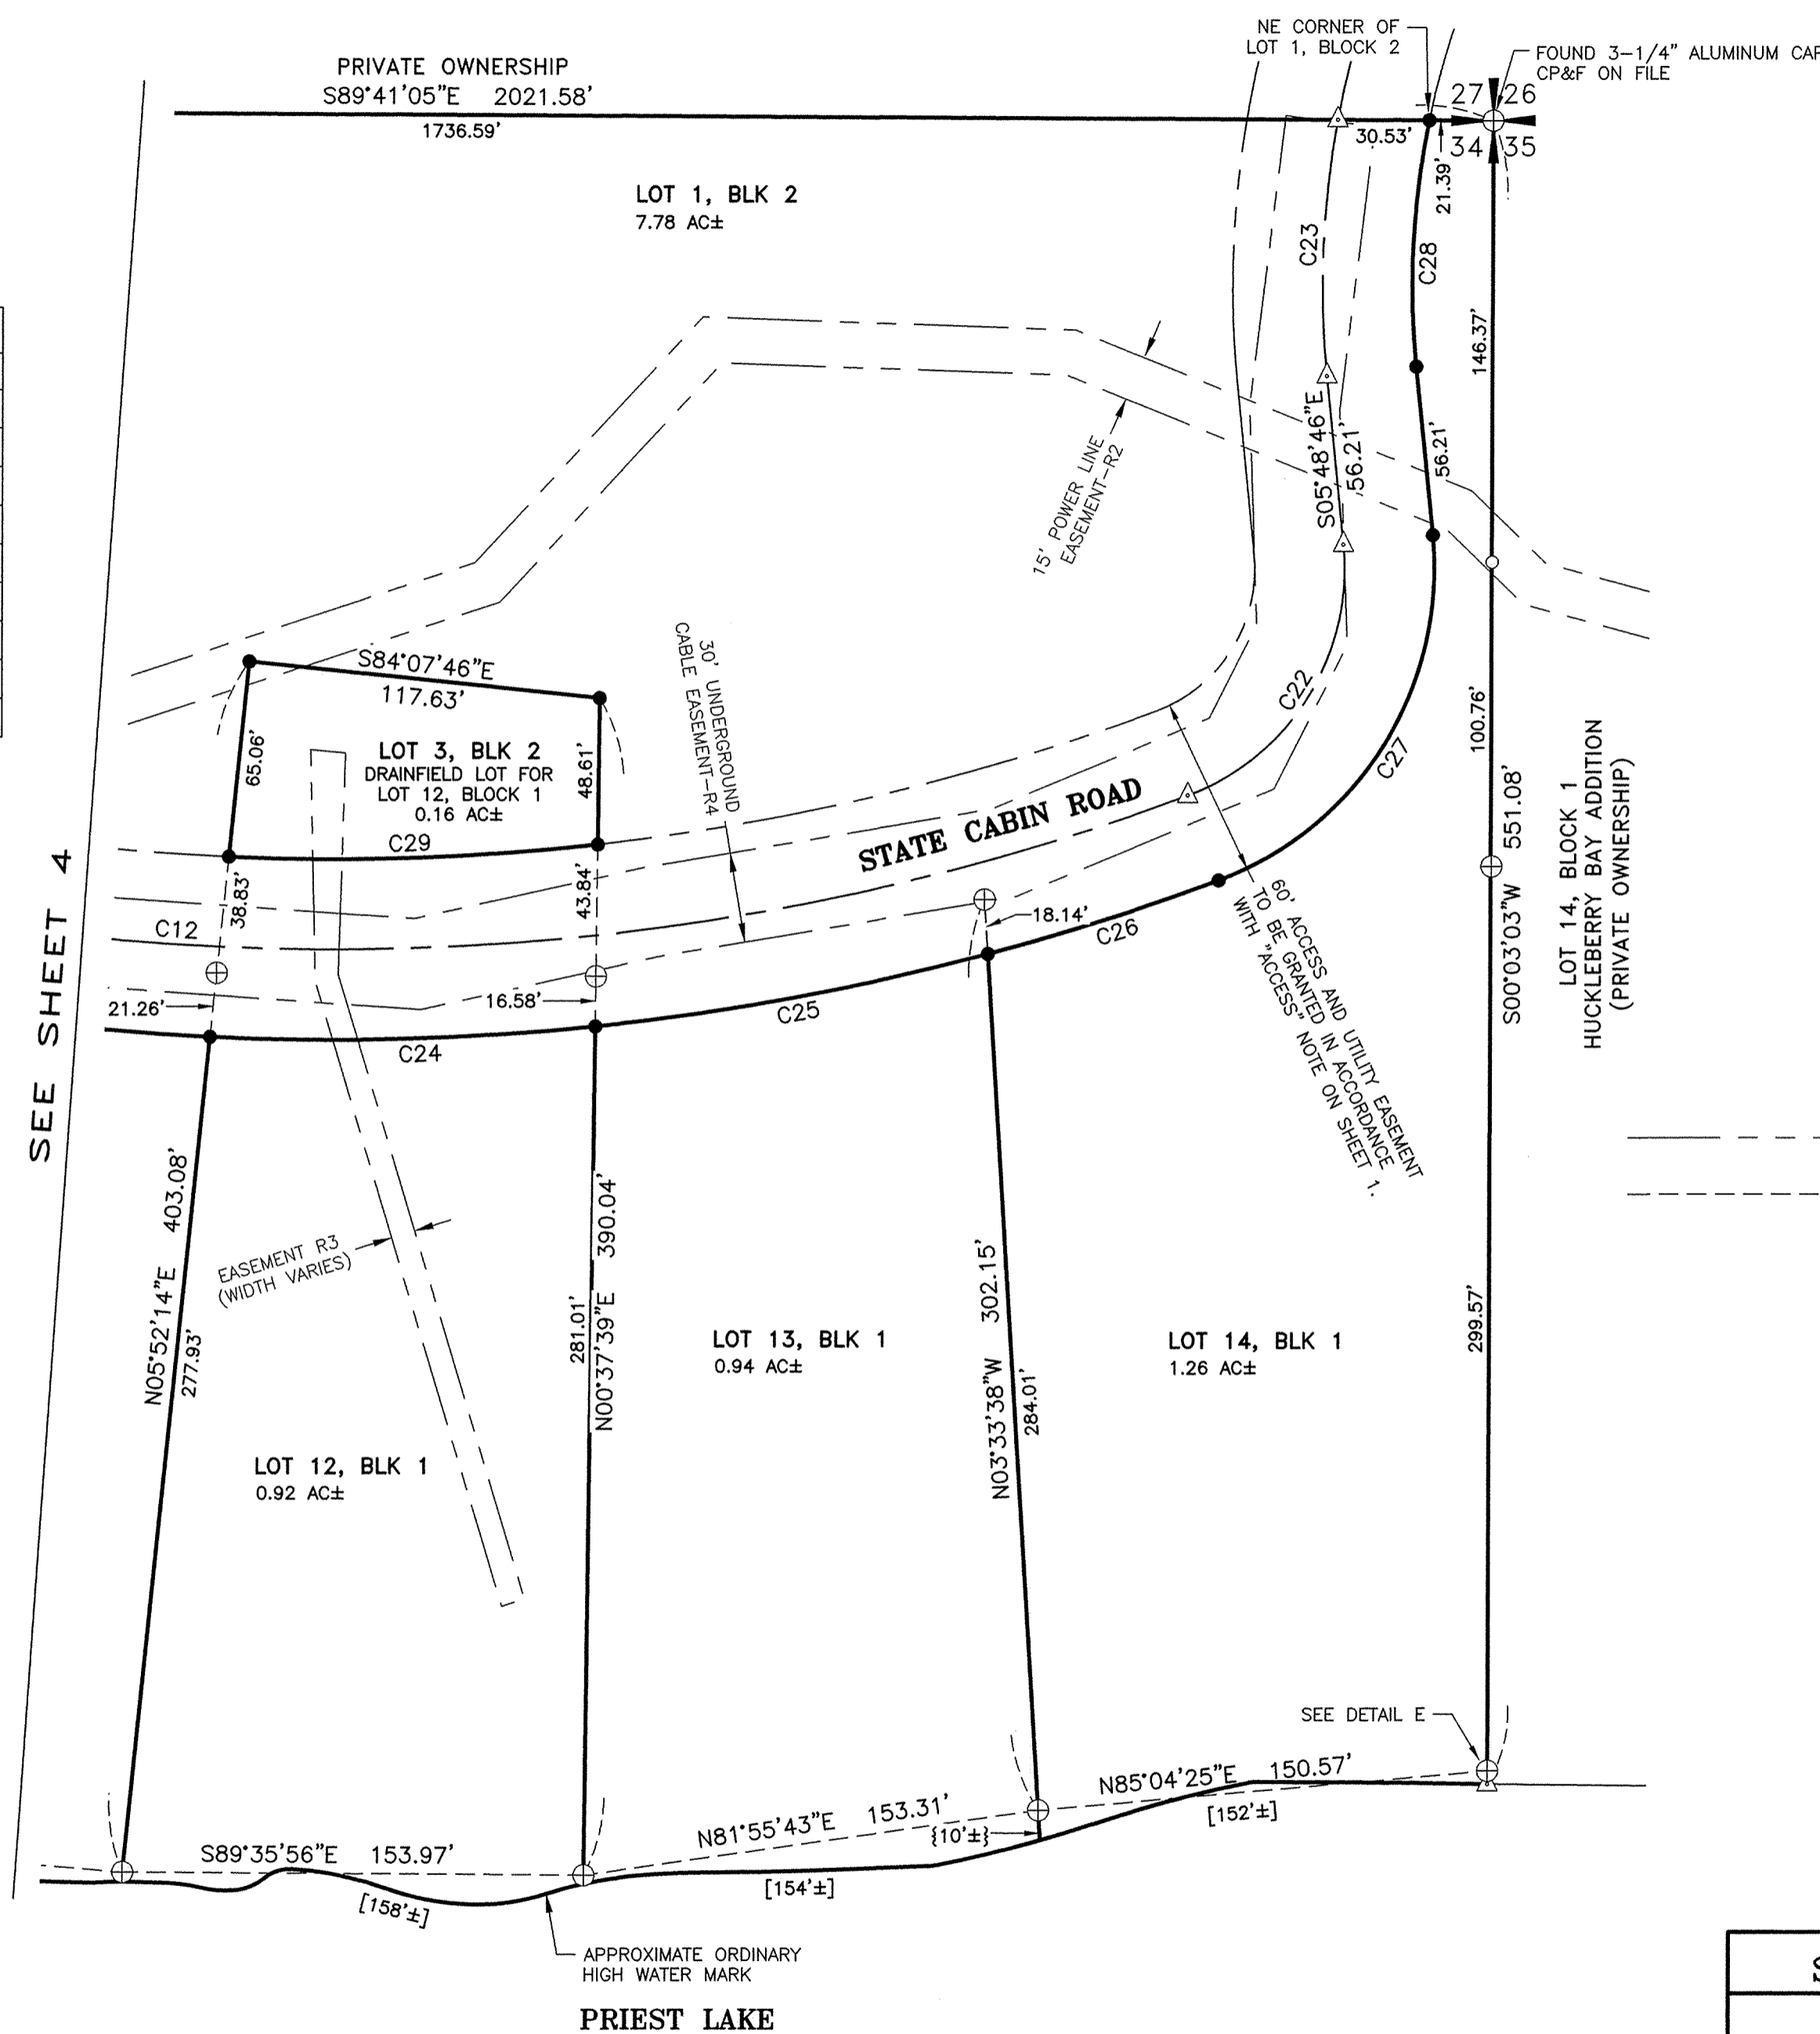 NE CORNER OF
LOT 1, BLOCK 2
FOUND 3-1/4" ALUMINUM CAP
CP&F ON FILE
PRIVATE OWNERSHIP
S89°41'05"E 2021.58'
1736.59'
30.53'
27 26
34 35
21.39'
LOT 1, BLK 2
7.78 AC±
C23
C28
146.37'
S05°48'46"E
56.21'
56.21'
15' POWER LINE
EASEMENT-R2
S84°07'46"E
117.63'
65.06'
LOT 3, BLK 2
DRAINFIELD LOT FOR
LOT 12, BLOCK 1
0.16 AC±
48.61'
C29
30' UNDERGROUND
CABLE EASEMENT-R4
C22
C27
100.76'
STATE CABIN ROAD
38.83'
43.84'
C12
21.26'
16.58'
18.14'
C24
C25
C26
60' ACCESS AND UTILITY EASEMENT
TO BE GRANTED IN ACCORDANCE
WITH "ACCESS" NOTE ON SHEET 1.
S00°03'03"W 551.08'
LOT 14, BLOCK 1
HUCKLEBERRY BAY ADDITION
(PRIVATE OWNERSHIP)
SEE SHEET 4
N05°52'14"E 403.08'
277.93'
EASEMENT R3
(WIDTH VARIES)
281.01'
N00°37'39"E 390.04'
LOT 13, BLK 1
0.94 AC±
N03°33'38"W 302.15'
284.01'
LOT 14, BLK 1
1.26 AC±
299.57'
LOT 12, BLK 1
0.92 AC±
SEE DETAIL E
S89°35'56"E 153.97'
[158'±]
N81°55'43"E 153.31'
{10'±}
[154'±]
N85°04'25"E 150.57'
[152'±]
APPROXIMATE ORDINARY
HIGH WATER MARK
PRIEST LAKE